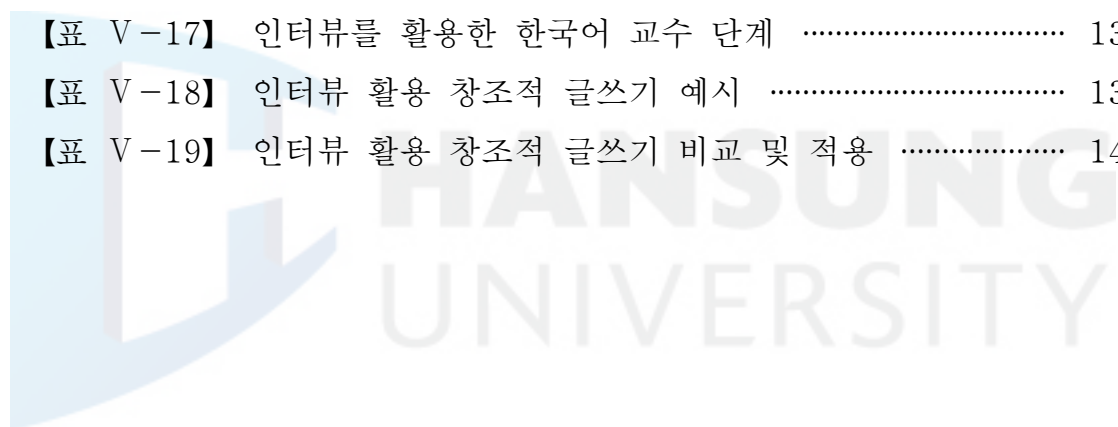 【표 Ⅴ-17】 인터뷰를 활용한 한국어 교수 단계 ································ 13
【표 Ⅴ-18】 인터뷰 활용 창조적 글쓰기 예시 ···································· 13
【표 Ⅴ-19】 인터뷰 활용 창조적 글쓰기 비교 및 적용 ···················· 14
HANSUNG
UNIVERSITY